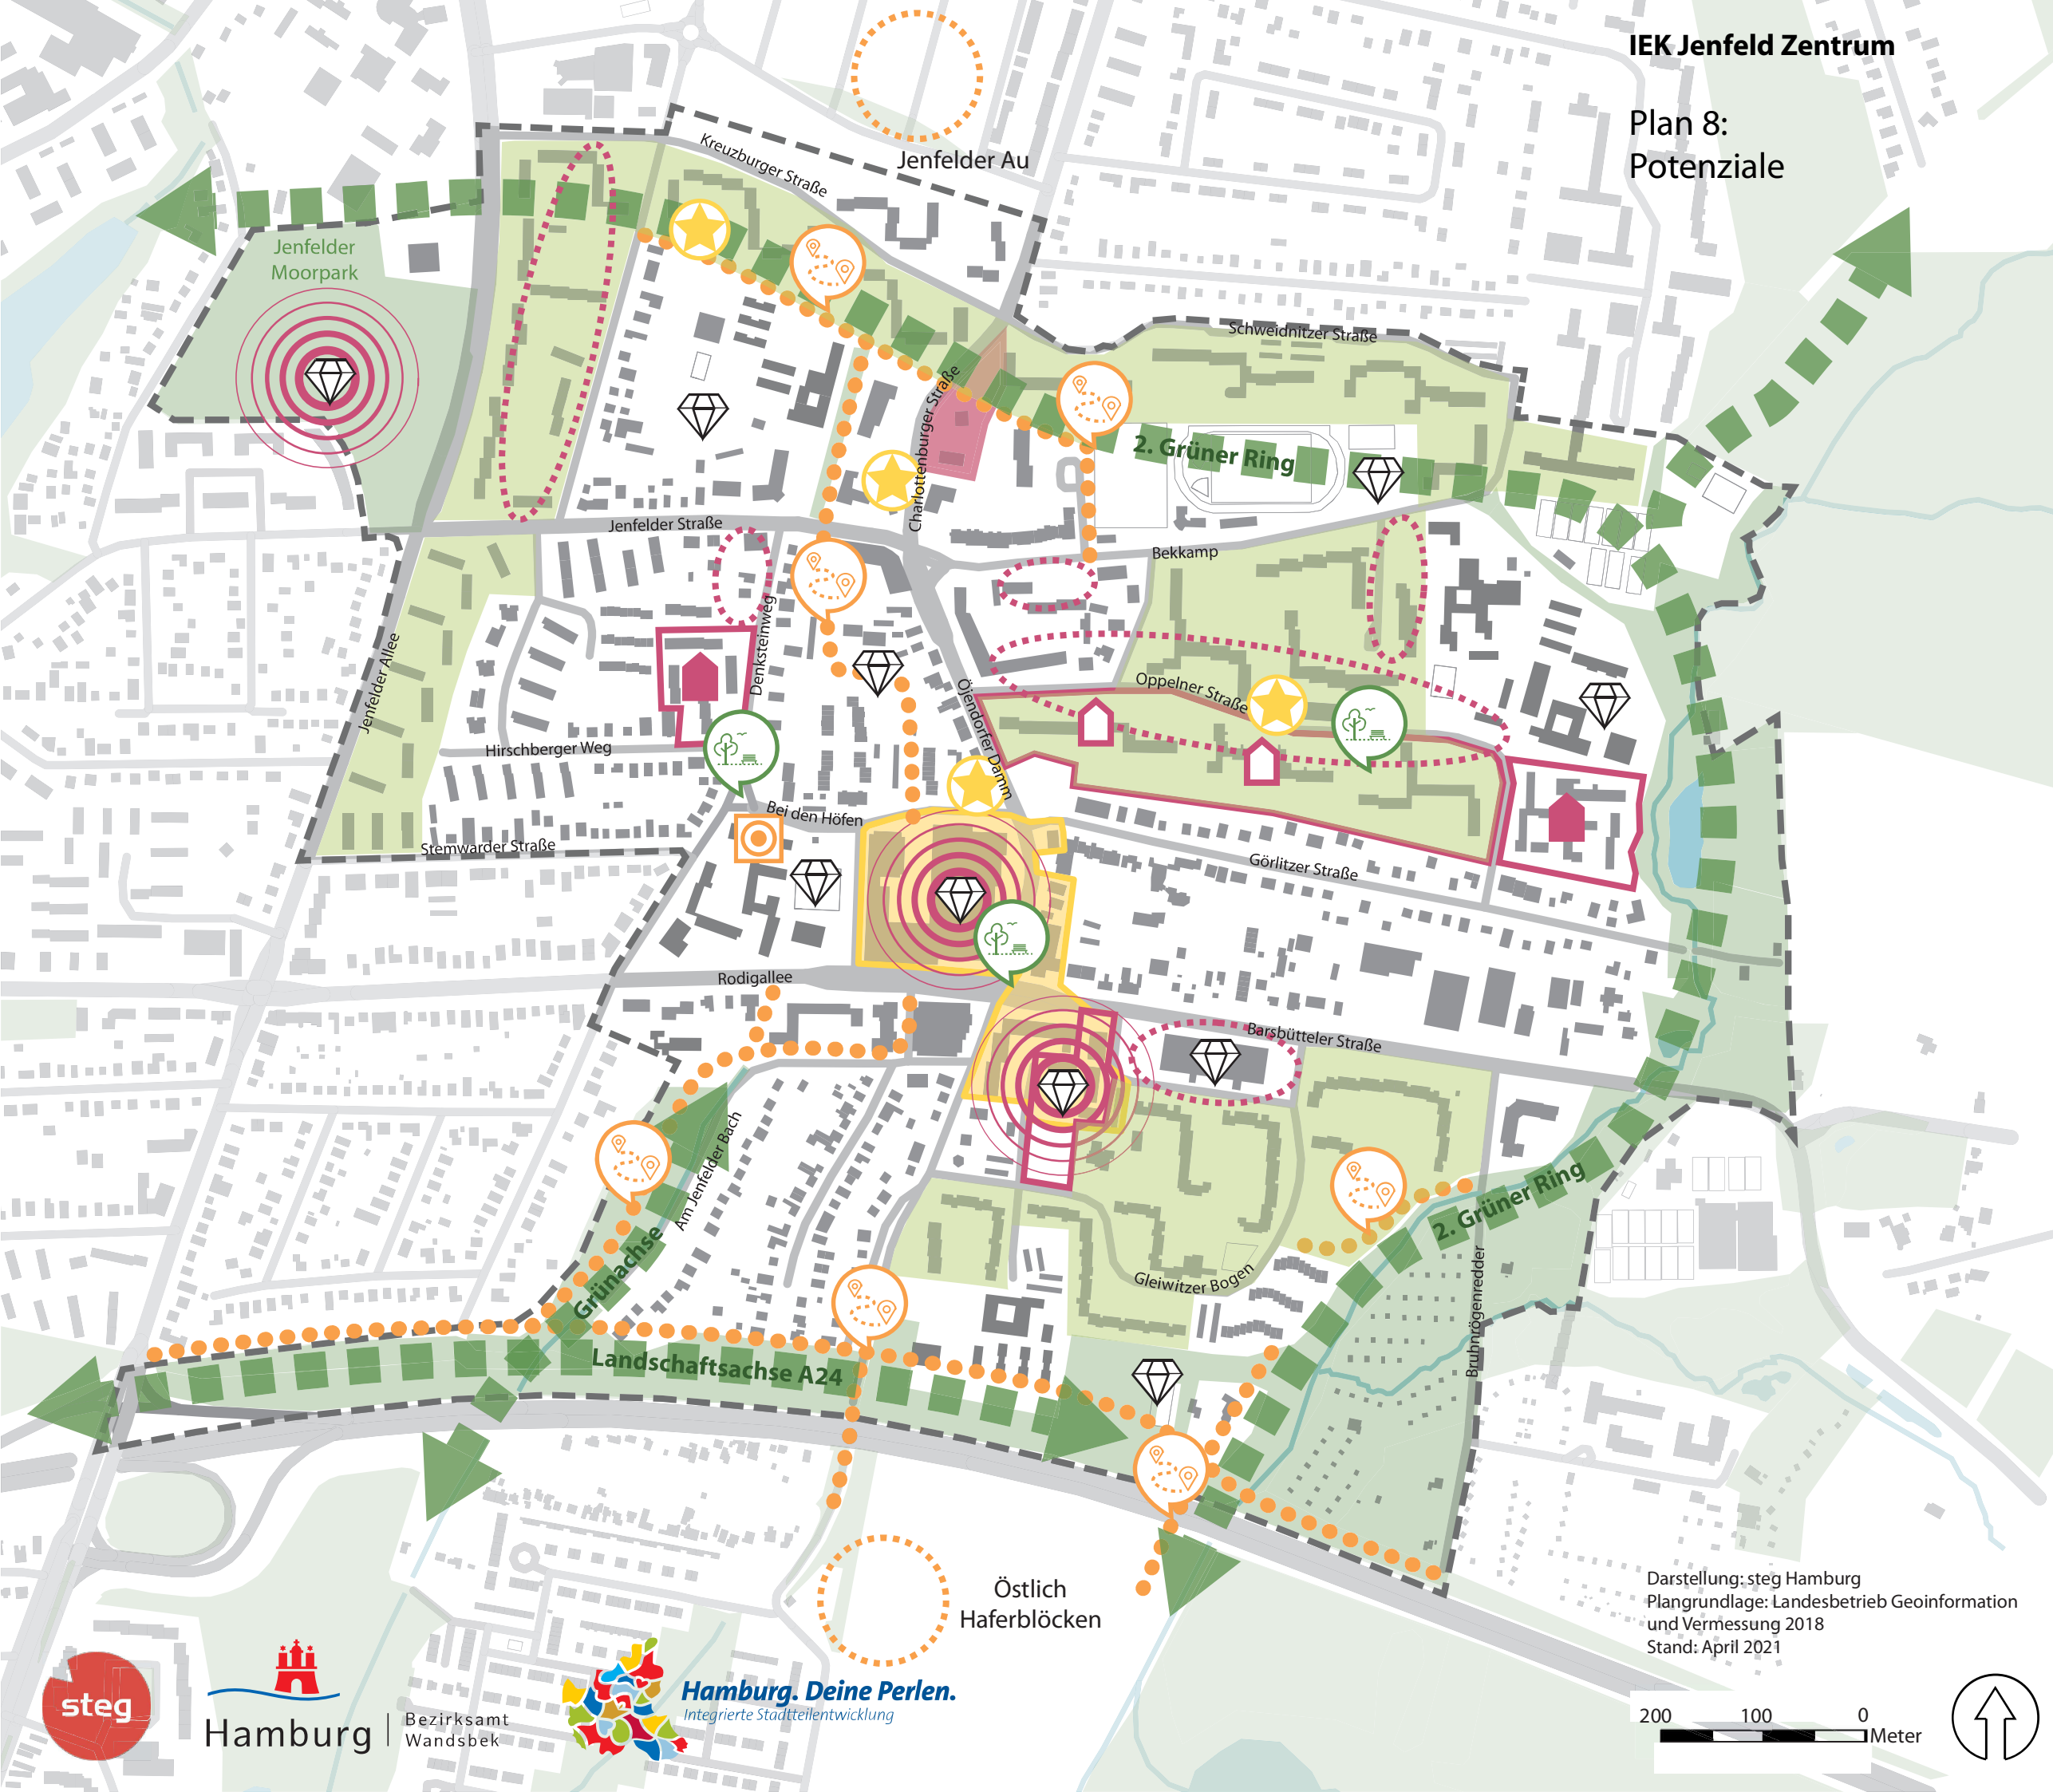 IEK Jenfeld Zentrum
Plan 8:
Potenziale
Jenfelder Au
Kreuzburger Straße
Jenfelder
Moorpark
Schweidnitzer Straße
Charlottenburger Straße
2. Grüner Ring
Jenfelder Straße
Bekkamp
Jenfelder Allee
Denksteinweg
Öjendorfer Damm
Oppelner Straße
Hirschberger Weg
Bei den Höfen
Stemwarder Straße
Görlitzer Straße
Rodigallee
Barsbütteler Straße
Am Jenfelder Bach
Grünachse
2. Grüner Ring
Gleiwitzer Bogen
Bruhnrögenredder
Landschaftsachse A24
Östlich
Haferblöcken
Darstellung: steg Hamburg
Plangrundlage: Landesbetrieb Geoinformation
und Vermessung 2018
Stand: April 2021
steg
Hamburg
Bezirksamt
Wandsbek
Hamburg. Deine Perlen.
Integrierte Stadtteilentwicklung
200 100 0
Meter